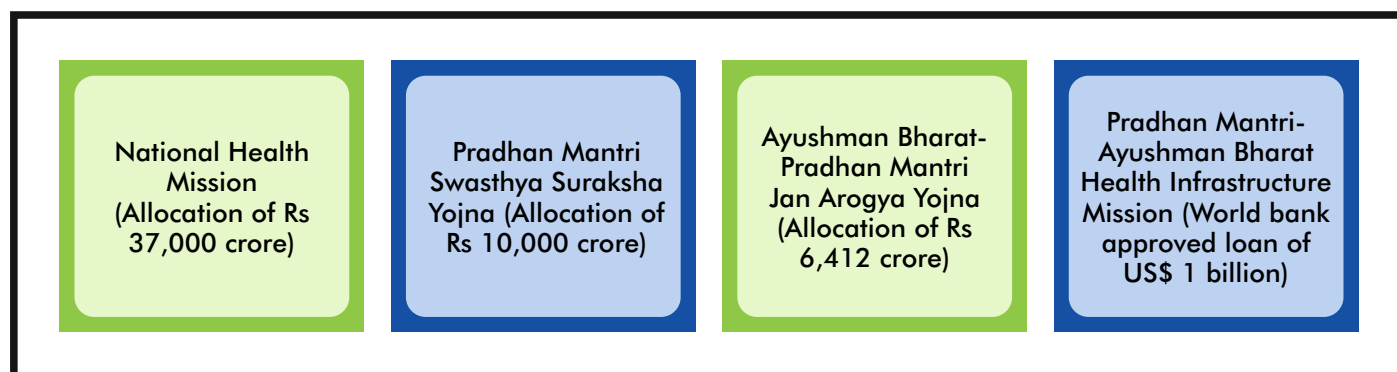 National Health
Mission
(Allocation of Rs
37,000 crore)
Pradhan Mantri
Swasthya Suraksha
Yojna (Allocation of
Rs 10,000 crore)
Ayushman Bharat-
Pradhan Mantri
Jan Arogya Yojna
(Allocation of Rs
6,412 crore)
Pradhan Mantri-
Ayushman Bharat
Health Infrastructure
Mission (World bank
approved loan of
US$ 1 billion)